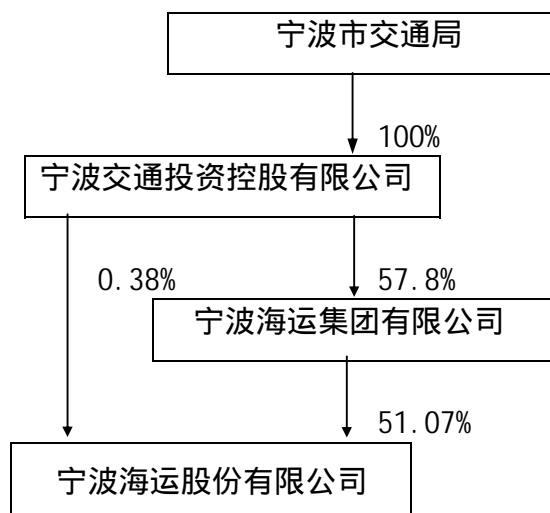 宁波市交通局
100%
宁波交通投资控股有限公司
0.38%
57.8%
宁波海运集团有限公司
51.07%
宁波海运股份有限公司